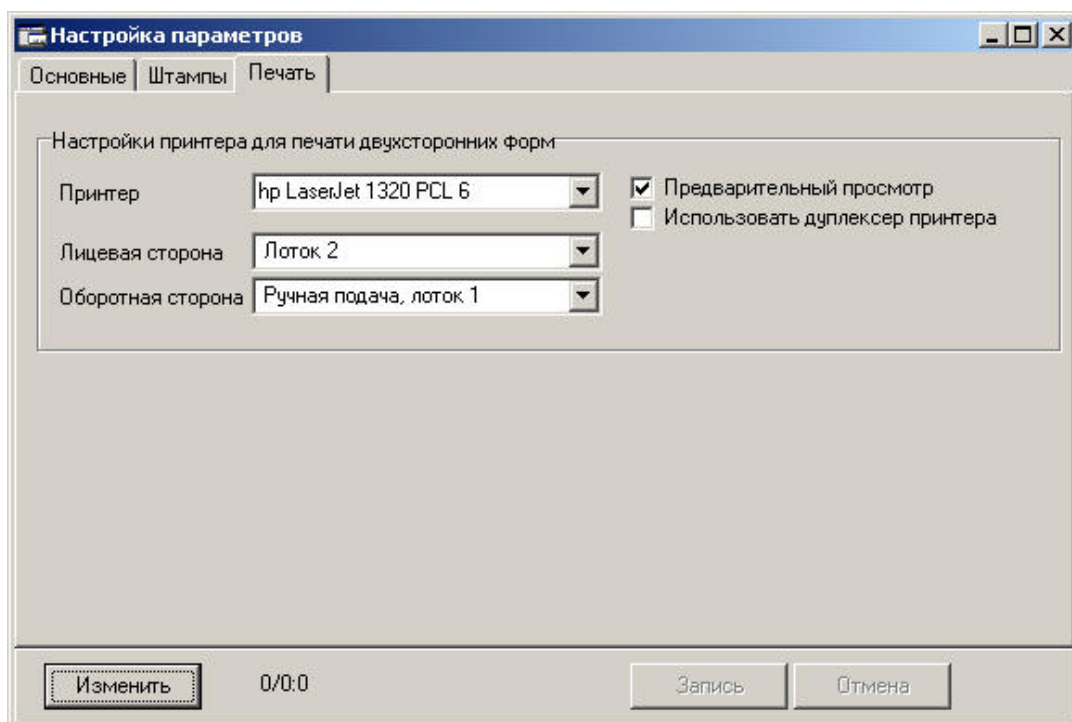 Настройка параметров
Основные Штампы Печать
Настройки принтера для печати двухсторонних форм
Принтер hp LaserJet 1320 PCL 6 Предварительный просмотр
Использовать дуплексер принтера
Лицевая сторона Лоток 2
Оборотная сторона Ручная подача, лоток 1
Изменить 0/0:0 Запись Отмена